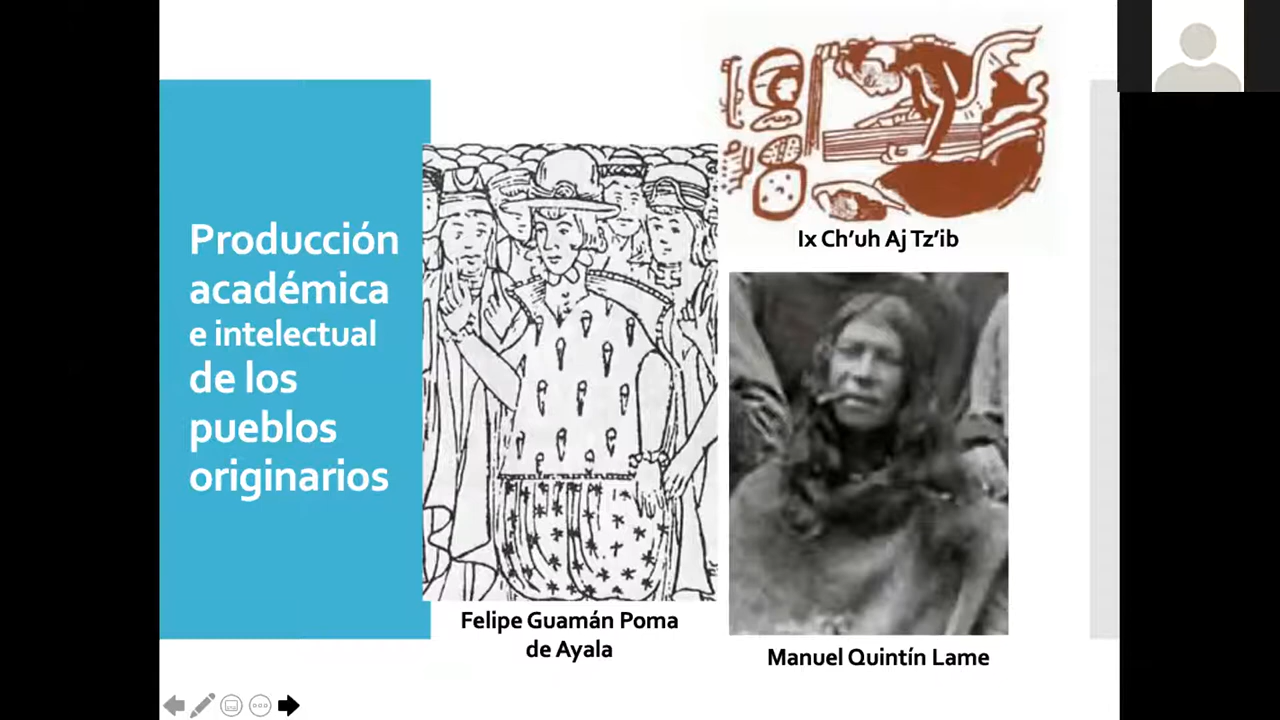 Producción
académica
e intelectual
de los
pueblos
originarios
Ix Ch’uh Aj Tz’ib
Felipe Guamán Poma
de Ayala
Manuel Quintín Lame